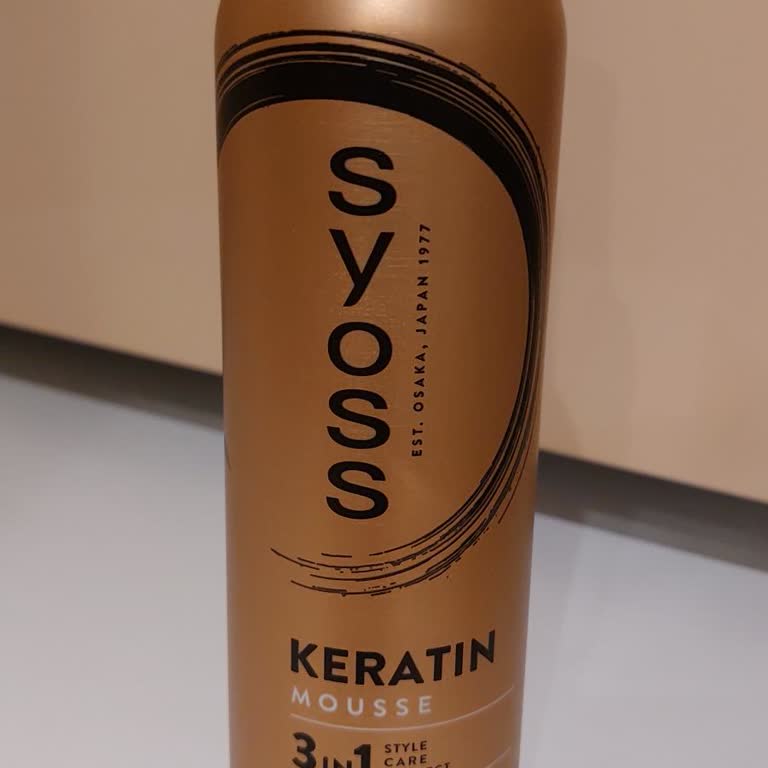 syoss
EST. OSAKA, JAPAN 1977
KERATIN
MOUSSE
3IN1
STYLE
CARE